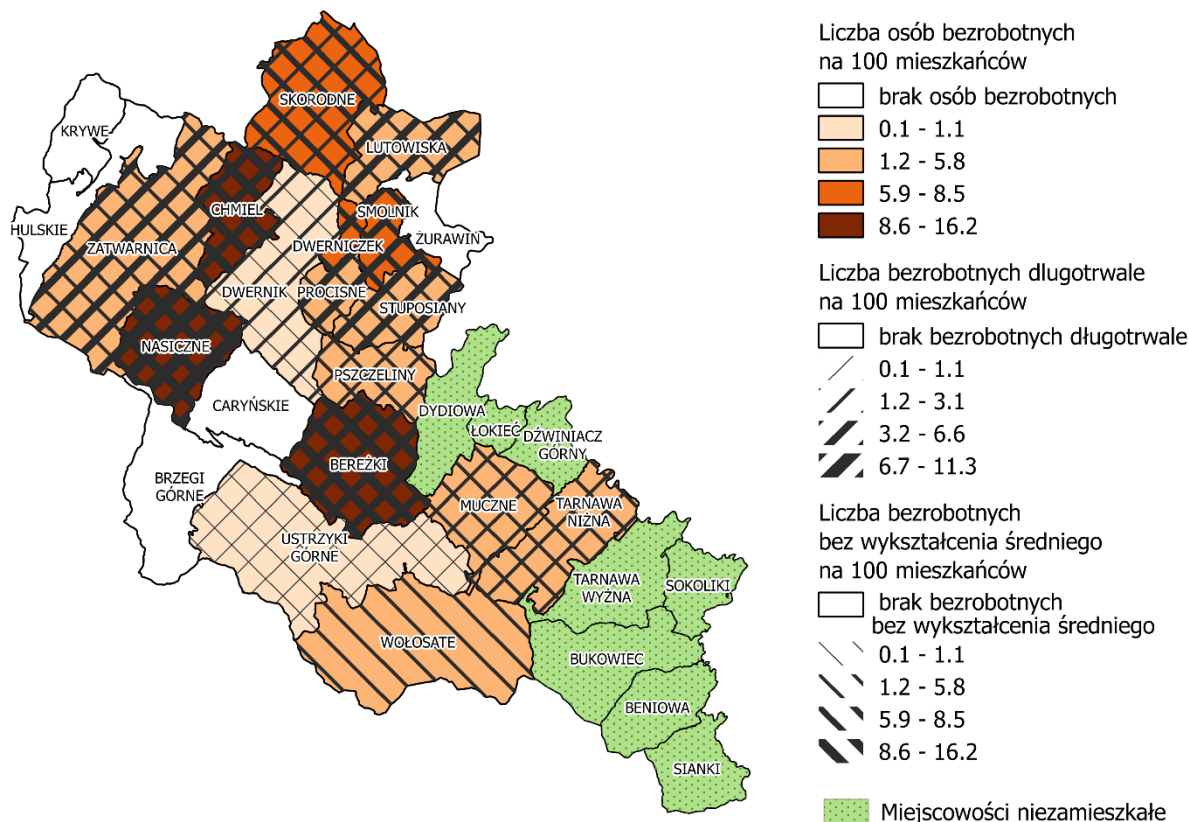 SKORODNE
KRYWE
LUTOWISKA
CHMIEL
SMOLNIK
HULSKIE
ŻURAWIN
ZATWARNICA
DWERNICZEK
DWERNIK
PROCISNE
STUPOSIANY
NASICZNE
PSZCZELINY
CARYŃSKIE
DYDIOWA
ŁOKIEĆ
DŹWINIACZ
GÓRNY
BEREŻKI
BRZEGI
GÓRNE
MUCZNE
TARNAWA
NIŻNA
USTRZYKI
GÓRNE
TARNAWA
WYŻNA
SOKOLIKI
WOŁOSATE
BUKOWIEC
BENIOWA
SIANKI
Liczba osób bezrobotnych
na 100 mieszkańców
brak osób bezrobotnych
0.1 - 1.1
1.2 - 5.8
5.9 - 8.5
8.6 - 16.2
Liczba bezrobotnych dlugotrwale
na 100 mieszkańców
brak bezrobotnych długotrwale
0.1 - 1.1
1.2 - 3.1
3.2 - 6.6
6.7 - 11.3
Liczba bezrobotnych
bez wykształcenia średniego
na 100 mieszkańców
brak bezrobotnych
bez wykształcenia średniego
0.1 - 1.1
1.2 - 5.8
5.9 - 8.5
8.6 - 16.2
Miejscowości niezamieszkałe